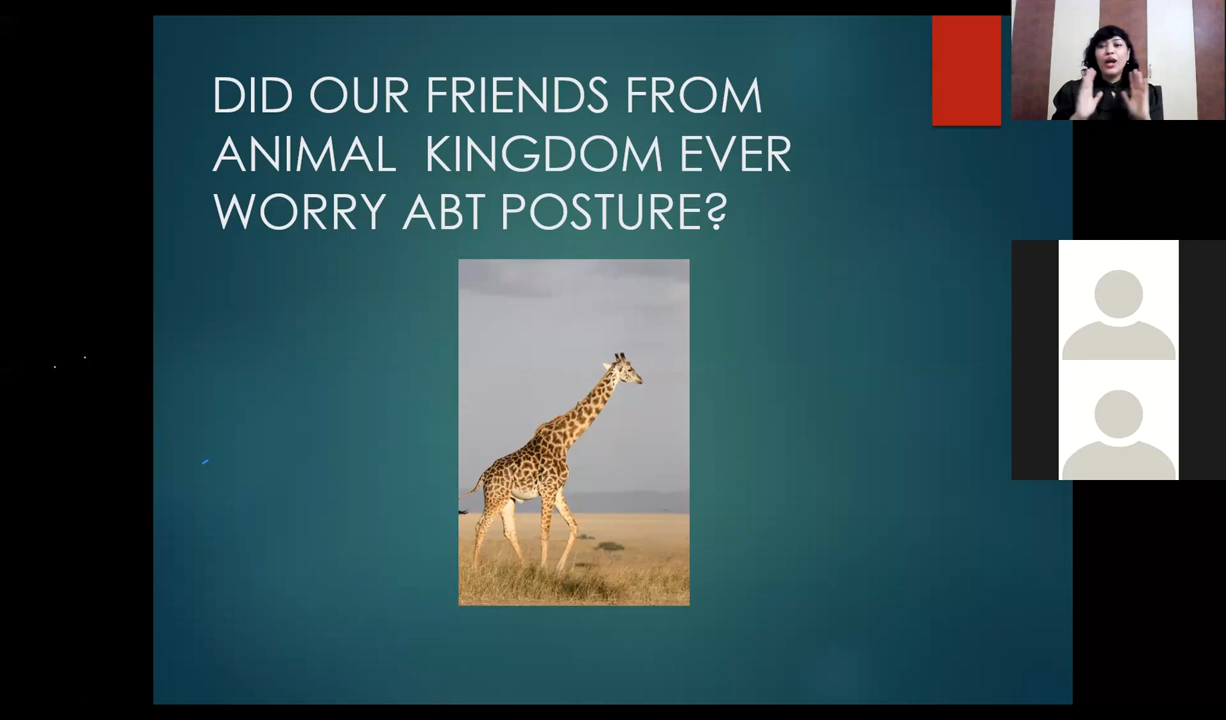 DID OUR FRIENDS FROM
ANIMAL  KINGDOM EVER
WORRY ABT POSTURE?